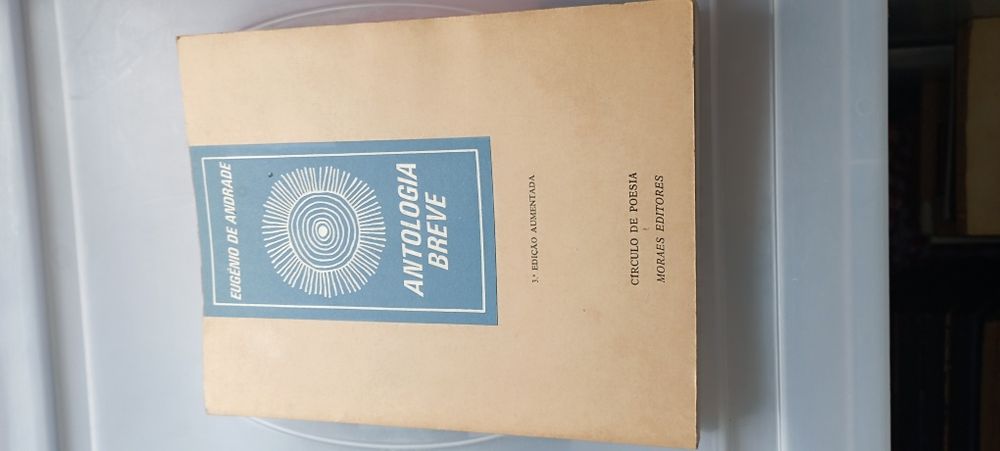 EUGÉNIO DE ANDRADE
ANTOLOGIA
BREVE
3.ª EDIÇÃO AUMENTADA
CÍRCULO DE POESIA
MORAES EDITORES